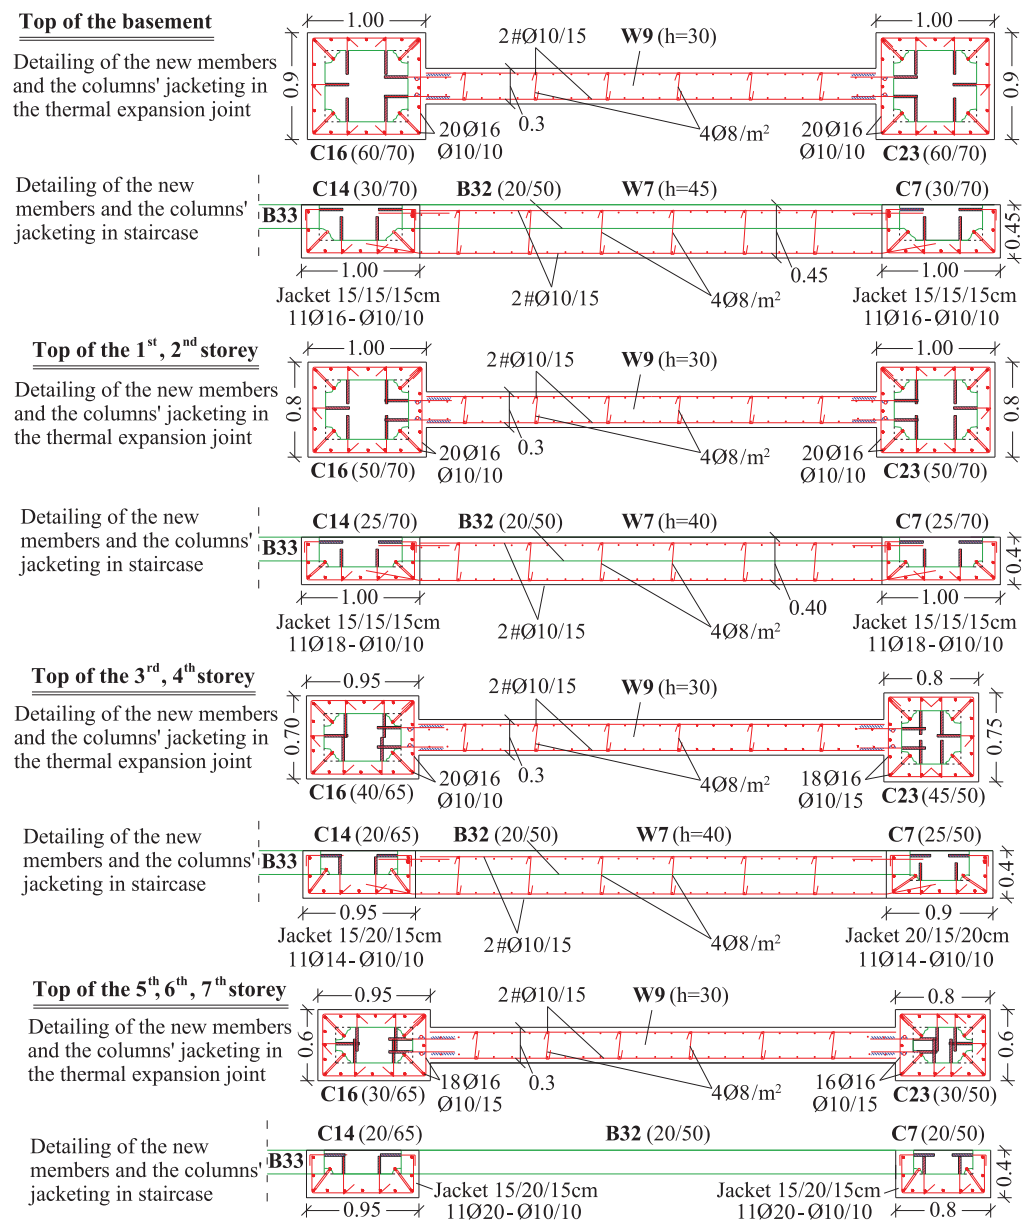 Top of the basement
Detailing of the new members
and the columns' jacketing in
the thermal expansion joint
1.00
0.9
2#Ø10/15
W9 (h=30)
1.00
0.9
0.3
4Ø8/m²
20Ø16
Ø10/10
C16 (60/70)
20Ø16
Ø10/10
C23 (60/70)
Detailing of the new
members and the columns'
jacketing in staircase
B33
C14 (30/70)
B32 (20/50)
W7 (h=45)
C7 (30/70)
0.45
1.00
2#Ø10/15
4Ø8/m²
0.45
1.00
Jacket 15/15/15cm
11Ø16-Ø10/10
Jacket 15/15/15cm
11Ø16-Ø10/10
Top of the 1st, 2nd storey
Detailing of the new members
and the columns' jacketing in
the thermal expansion joint
1.00
0.8
2#Ø10/15
W9 (h=30)
1.00
0.8
0.3
4Ø8/m²
20Ø16
Ø10/10
C16 (50/70)
20Ø16
Ø10/10
C23 (50/70)
Detailing of the new
members and the columns'
jacketing in staircase
B33
C14 (25/70)
B32 (20/50)
W7 (h=40)
C7 (25/70)
0.4
1.00
2#Ø10/15
4Ø8/m²
0.40
1.00
Jacket 15/15/15cm
11Ø18-Ø10/10
Jacket 15/15/15cm
11Ø18-Ø10/10
Top of the 3rd, 4th storey
Detailing of the new members
and the columns' jacketing in
the thermal expansion joint
0.95
0.70
2#Ø10/15
W9 (h=30)
0.8
0.75
0.3
4Ø8/m²
20Ø16
Ø10/10
C16 (40/65)
18Ø16
Ø10/15
C23 (45/50)
Detailing of the new
members and the columns'
jacketing in staircase
B33
C14 (20/65)
B32 (20/50)
W7 (h=40)
C7 (25/50)
0.4
0.95
2#Ø10/15
4Ø8/m²
0.9
Jacket 15/20/15cm
11Ø14-Ø10/10
Jacket 20/15/20cm
11Ø14-Ø10/10
Top of the 5th, 6th, 7th storey
Detailing of the new members
and the columns' jacketing in
the thermal expansion joint
0.95
0.6
2#Ø10/15
W9 (h=30)
0.8
0.6
0.3
4Ø8/m²
18Ø16
Ø10/15
C16 (30/65)
16Ø16
Ø10/15
C23 (30/50)
Detailing of the new
members and the columns'
jacketing in staircase
B33
C14 (20/65)
B32 (20/50)
C7 (20/50)
0.4
Jacket 15/20/15cm
11Ø20-Ø10/10
0.95
Jacket 15/20/15cm
11Ø20-Ø10/10
0.8